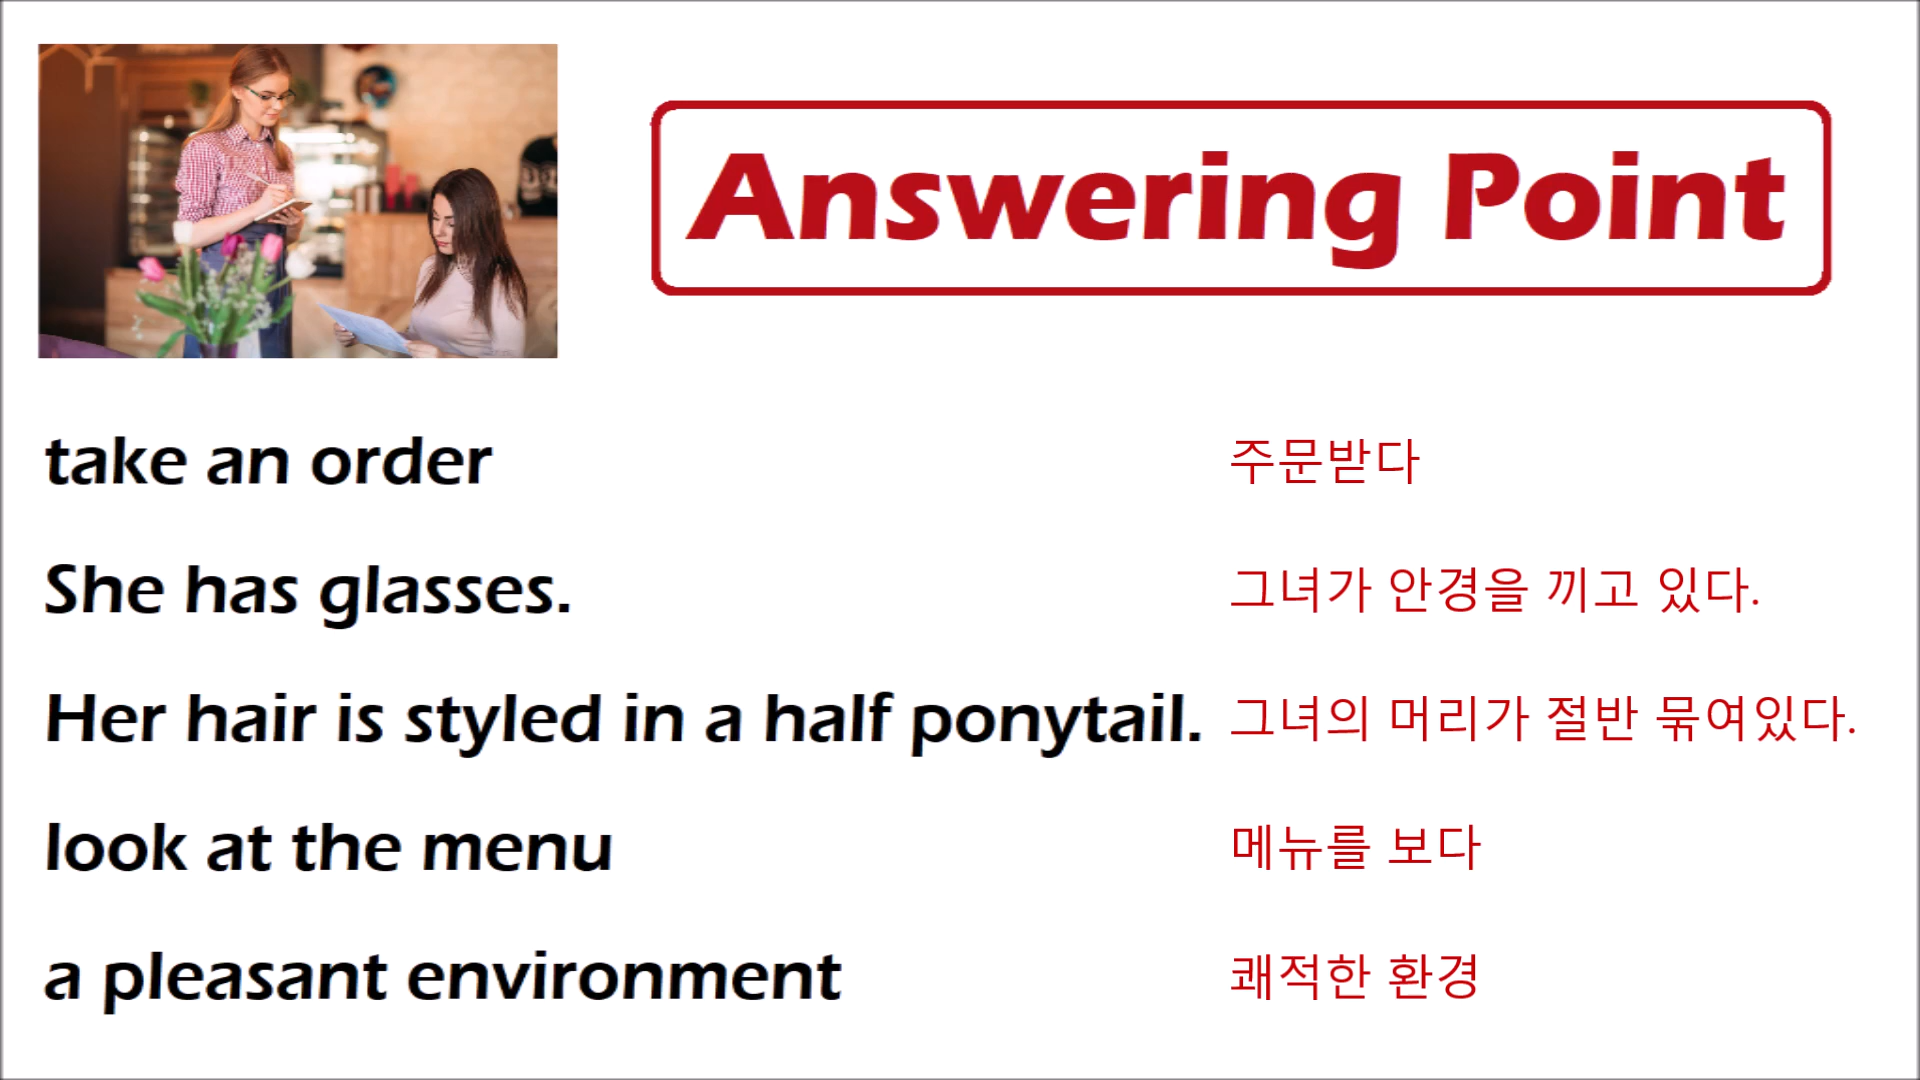 Answering Point
take an order 주문받다
She has glasses. 그녀가 안경을 끼고 있다.
Her hair is styled in a half ponytail. 그녀의 머리가 절반 묶여있다.
look at the menu 메뉴를 보다
a pleasant environment 쾌적한 환경